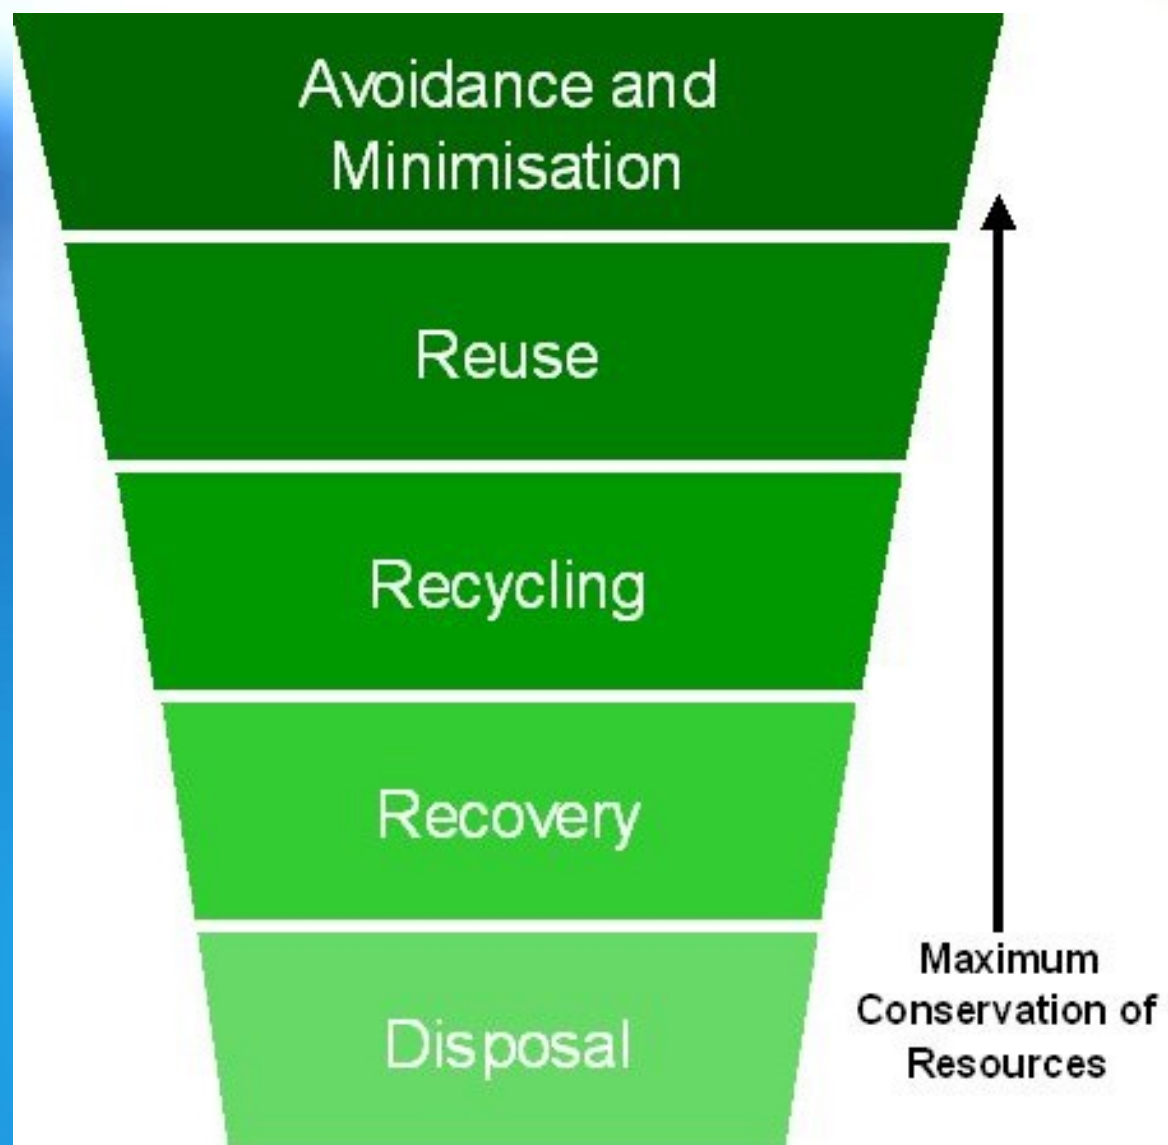 Avoidance and
Minimisation
Reuse
Recycling
Recovery
Disposal
Maximum
Conservation of
Resources